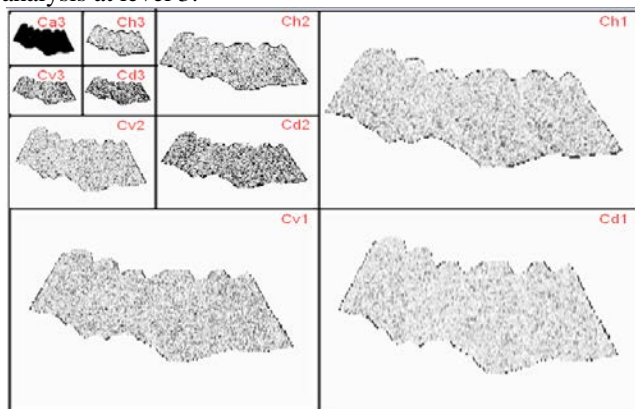 analysis at level 3.
Ca3 Ch3 Ch2 Ch1
Cv3 Cd3
Cv2 Cd2
Cv1 Cd1